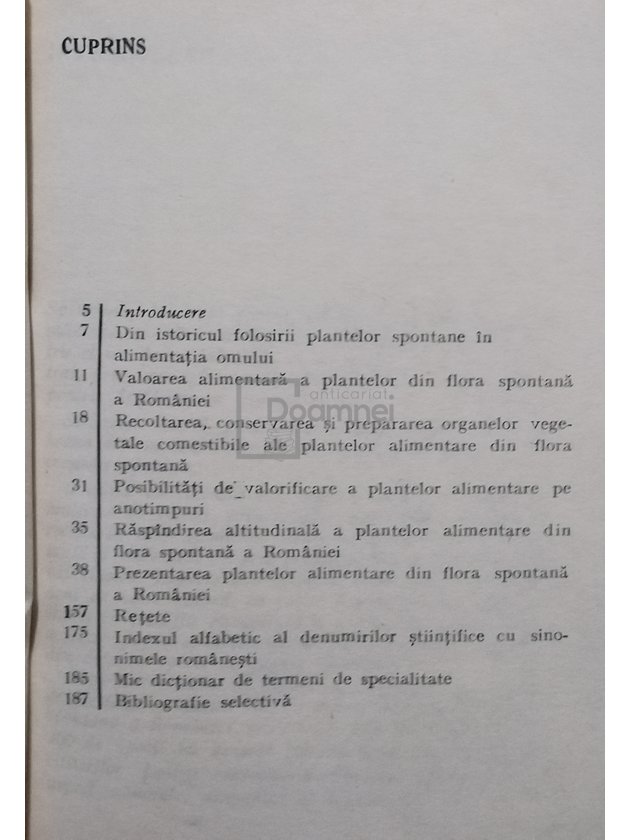 CUPRINS
5 Introducere
7 Din istoricul folosirii plantelor spontane în
alimentația omului
11 Valoarea alimentară a plantelor din flora spontană
a României
anticariat
Doamnei
18 Recoltarea, conservarea și prepararea organelor vege-
tale comestibile ale plantelor alimentare din flora
spontană
31 Posibilități de valorificare a plantelor alimentare pe
anotimpuri
35 Răspîndirea altitudinală a plantelor alimentare din
flora spontană a României
38 Prezentarea plantelor alimentare din flora spontană
a României
157 Rețete
175 Indexul alfabetic al denumirilor științifice cu sino-
nimele românești
185 Mic dicționar de termeni de specialitate
187 Bibliografie selectivă